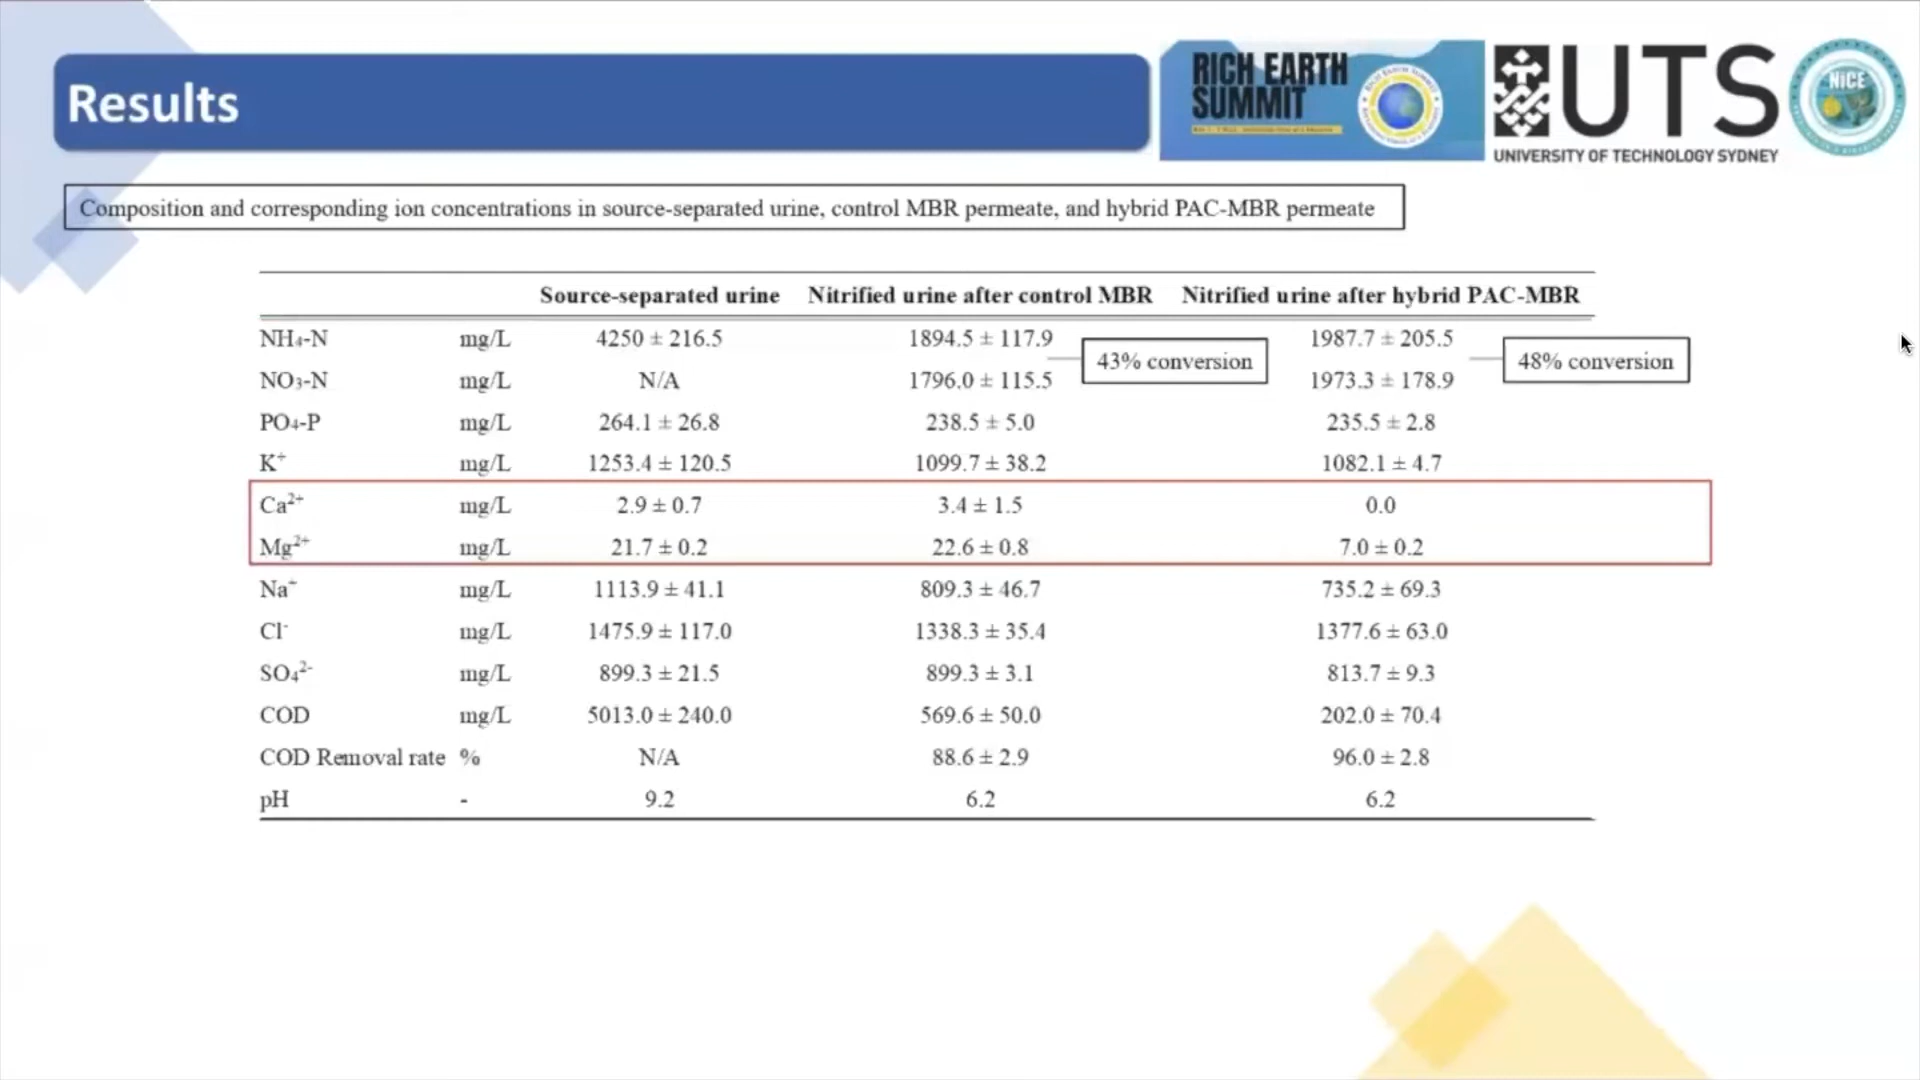 Results
RICH EARTH
SUMMIT
UTS
UNIVERSITY OF TECHNOLOGY SYDNEY
NICE
Composition and corresponding ion concentrations in source-separated urine, control MBR permeate, and hybrid PAC-MBR permeate
Source-separated urine Nitrified urine after control MBR Nitrified urine after hybrid PAC-MBR
NH₄-N mg/L 4250 ± 216.5 1894.5 ± 117.9 1987.7 ± 205.5
43% conversion 48% conversion
NO₃-N mg/L N/A 1796.0 ± 115.5 1973.3 ± 178.9
PO₄-P mg/L 264.1 ± 26.8 238.5 ± 5.0 235.5 ± 2.8
K⁺ mg/L 1253.4 ± 120.5 1099.7 ± 38.2 1082.1 ± 4.7
Ca²⁺ mg/L 2.9 ± 0.7 3.4 ± 1.5 0.0
Mg²⁺ mg/L 21.7 ± 0.2 22.6 ± 0.8 7.0 ± 0.2
Na⁺ mg/L 1113.9 ± 41.1 809.3 ± 46.7 735.2 ± 69.3
Cl⁻ mg/L 1475.9 ± 117.0 1338.3 ± 35.4 1377.6 ± 63.0
SO₄²⁻ mg/L 899.3 ± 21.5 899.3 ± 3.1 813.7 ± 9.3
COD mg/L 5013.0 ± 240.0 569.6 ± 50.0 202.0 ± 70.4
COD Removal rate % N/A 88.6 ± 2.9 96.0 ± 2.8
pH - 9.2 6.2 6.2